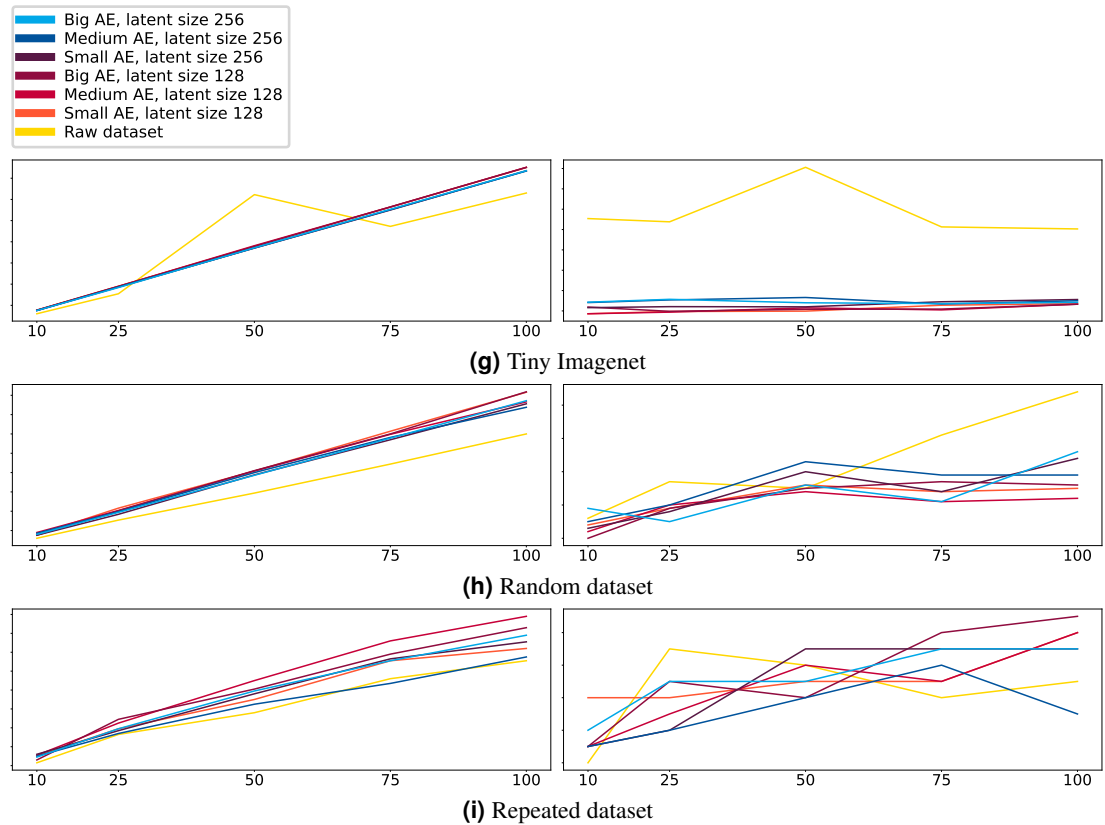 Big AE, latent size 256
Medium AE, latent size 256
Small AE, latent size 256
Big AE, latent size 128
Medium AE, latent size 128
Small AE, latent size 128
Raw dataset
10 25 50 75 100 10 25 50 75 100
(g) Tiny Imagenet
10 25 50 75 100 10 25 50 75 100
(h) Random dataset
10 25 50 75 100 10 25 50 75 100
(i) Repeated dataset